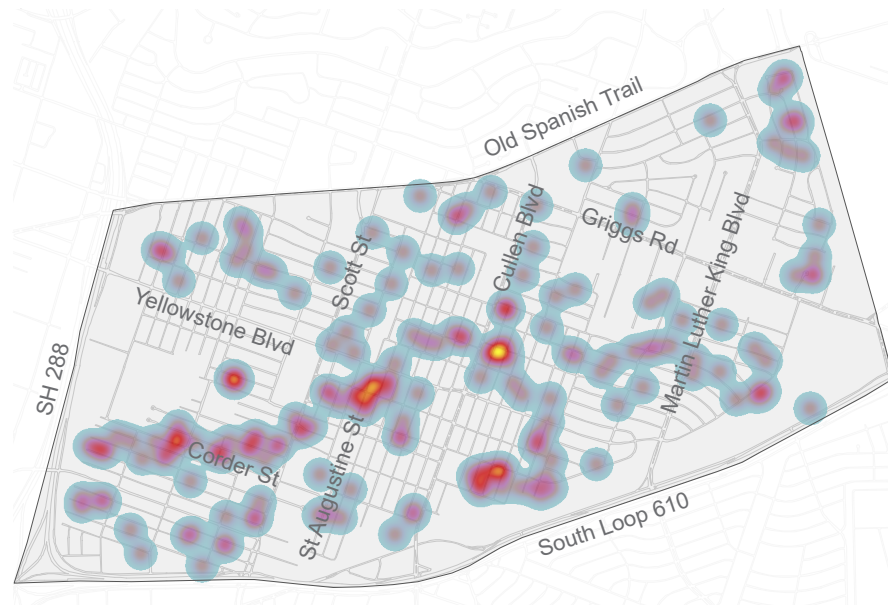 Old Spanish Trail
Cullen Blvd
Griggs Rd
Martin Luther King Blvd
Scott St
Yellowstone Blvd
SH 288
Corder St
St Augustine St
South Loop 610